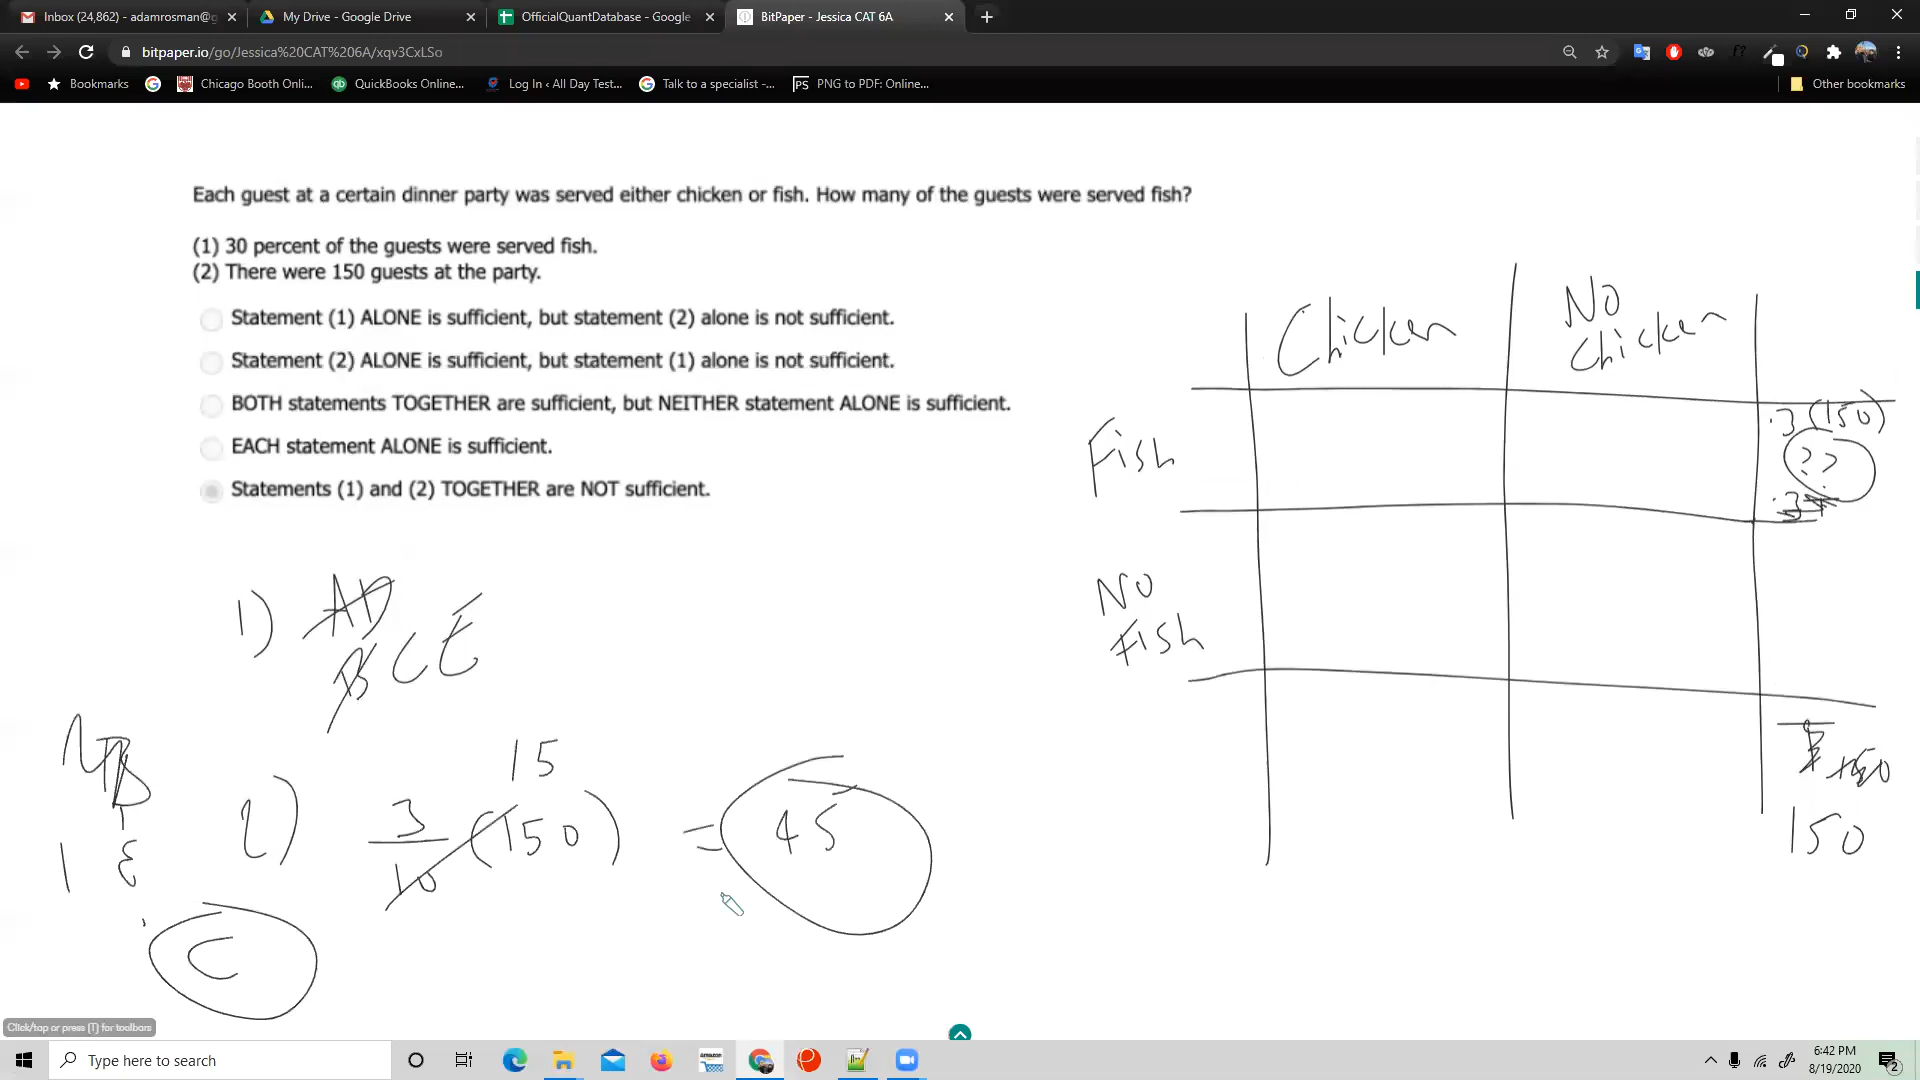 Inbox (24,862) - adamrosman@g
My Drive - Google Drive
OfficialQuantDatabase - Google
BitPaper - Jessica CAT 6A
bitpaper.io/go/Jessica%20CAT%206A/xqv3CxLSo
Bookmarks
Chicago Booth Onli...
QuickBooks Online...
Log In < All Day Test...
Talk to a specialist -...
PS
PNG to PDF: Online...
Other bookmarks
Each guest at a certain dinner party was served either chicken or fish. How many of the guests were served fish?
(1) 30 percent of the guests were served fish.
(2) There were 150 guests at the party.
Statement (1) ALONE is sufficient, but statement (2) alone is not sufficient.
Statement (2) ALONE is sufficient, but statement (1) alone is not sufficient.
BOTH statements TOGETHER are sufficient, but NEITHER statement ALONE is sufficient.
EACH statement ALONE is sufficient.
Statements (1) and (2) TOGETHER are NOT sufficient.
Chicken
No
Chicken
.3 (150)
??
Fish
No
Fish
150
1) AD
BCE
15
2) 3
10 (150) = 45
C
Click/tap or press [T] for toolbars
Type here to search
6:42 PM
8/19/2020
2